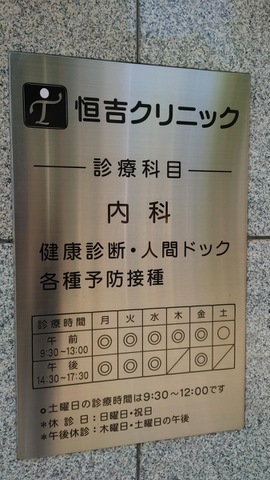 恒吉クリニック
診療科目
内科
健康診断・人間ドック
各種予防接種
診療時間 月 火 水 木 金 土
午前 9:30〜13:00 ◎ ◎ ◎ ◎ ◎ ○
午後 14:30〜17:30 ◎ ◎ ◎ ／ ◎ ／
○土曜日の診療時間は9:30〜12:00です
＊休診日：日曜日・祝日
＊午後休診：木曜日・土曜日の午後